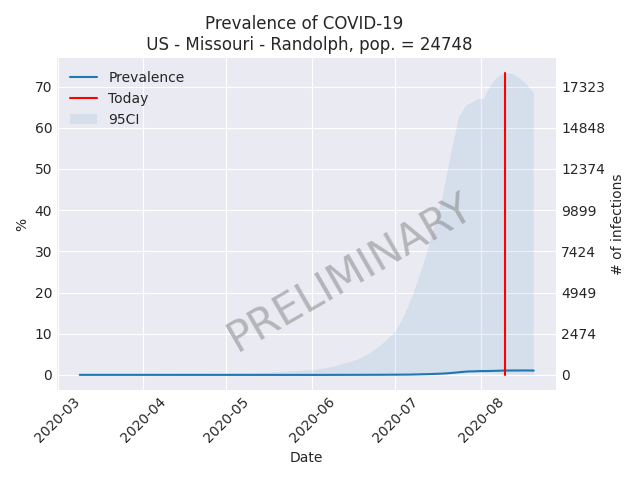 Prevalence of COVID-19
US - Missouri - Randolph, pop. = 24748
Prevalence
Today
95CI
70
60
50
40
30
20
10
0
%
17323
14848
12374
9899
7424
4949
2474
0
# of infections
PRELIMINARY
2020-03
2020-04
2020-05
2020-06
2020-07
2020-08
Date